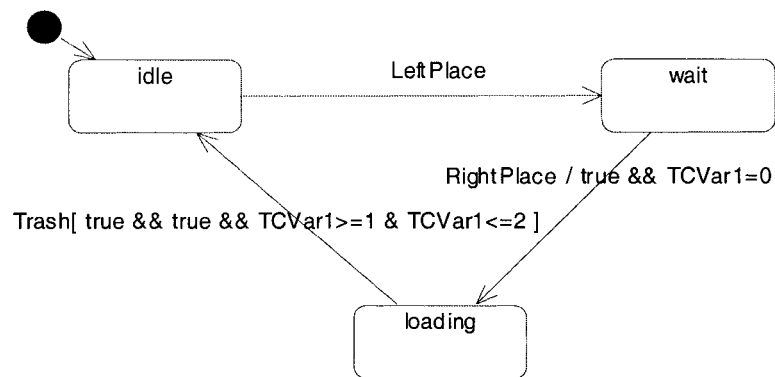 idle
LeftPlace
wait
RightPlace / true && TCVar1=0
Trash[ true && true && TCVar1>=1 & TCVar1<=2 ]
loading